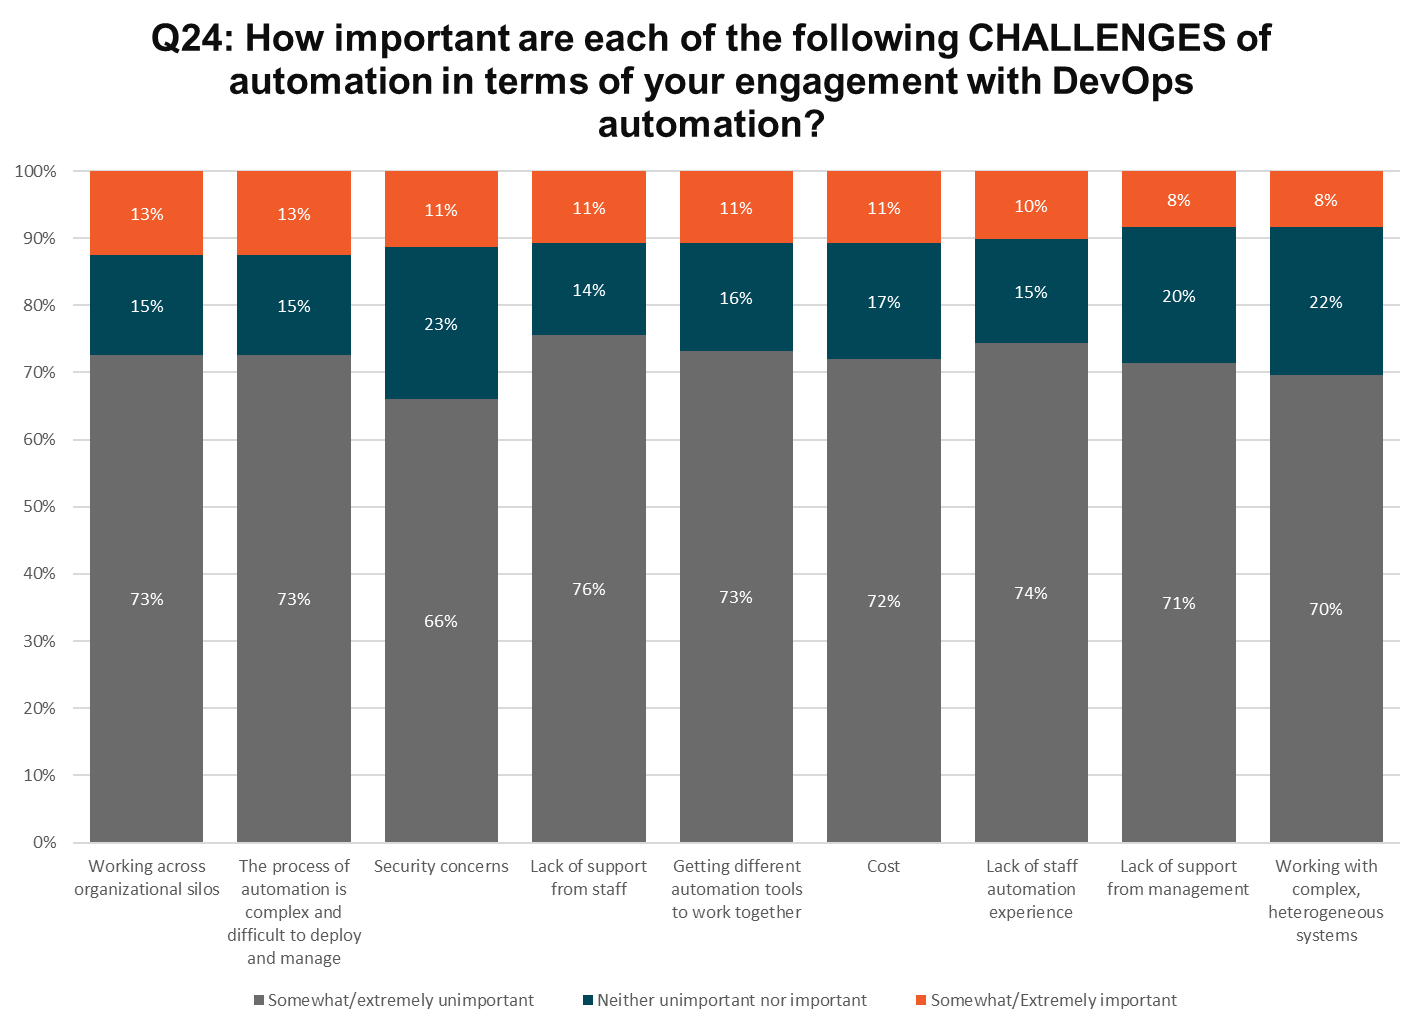 Q24: How important are each of the following CHALLENGES of
automation in terms of your engagement with DevOps
automation?
100%
90%
80%
70%
60%
50%
40%
30%
20%
10%
0%
13%
13%
11%
11%
11%
11%
10%
8%
8%
15%
15%
23%
14%
16%
17%
15%
20%
22%
73%
73%
66%
76%
73%
72%
74%
71%
70%
Working across
organizational silos
The process of
automation is
complex and
difficult to deploy
and manage
Security concerns
Lack of support
from staff
Getting different
automation tools
to work together
Cost
Lack of staff
automation
experience
Lack of support
from management
Working with
complex,
heterogeneous
systems
Somewhat/extremely unimportant
Neither unimportant nor important
Somewhat/Extremely important